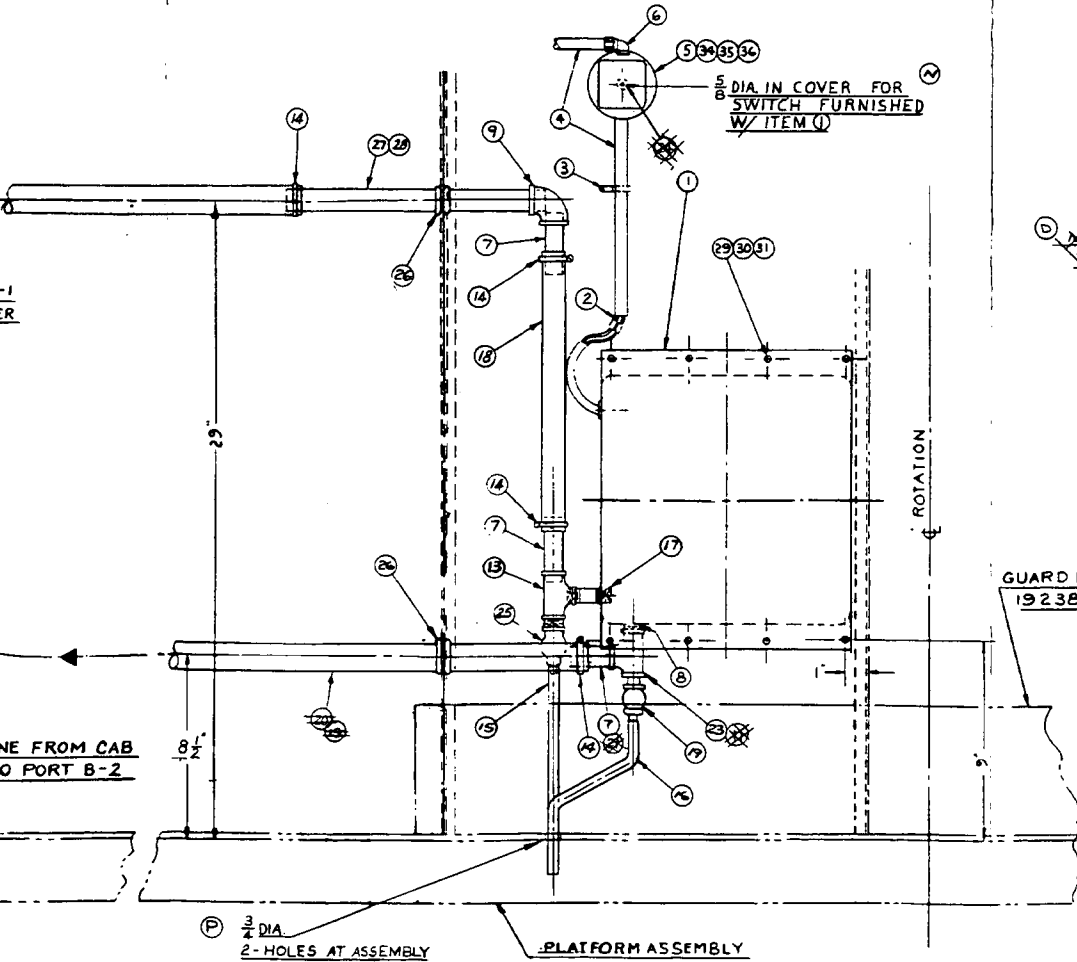 6
5 34 35 36
N
5/8 DIA. IN COVER FOR
SWITCH FURNISHED
W/ ITEM 1
4
14
27 28
9
3
1
D
7
26
14
29 30 31
2
-1
ER
18
29"
ROTATION
℄
14
7
17
13
26
25
GUARD
19238
8
1"
15
7
14
19
23
16
8 1/2"
9"
NE FROM CAB
O PORT B-2
P 3/4 DIA.
2-HOLES AT ASSEMBLY
PLATFORM ASSEMBLY